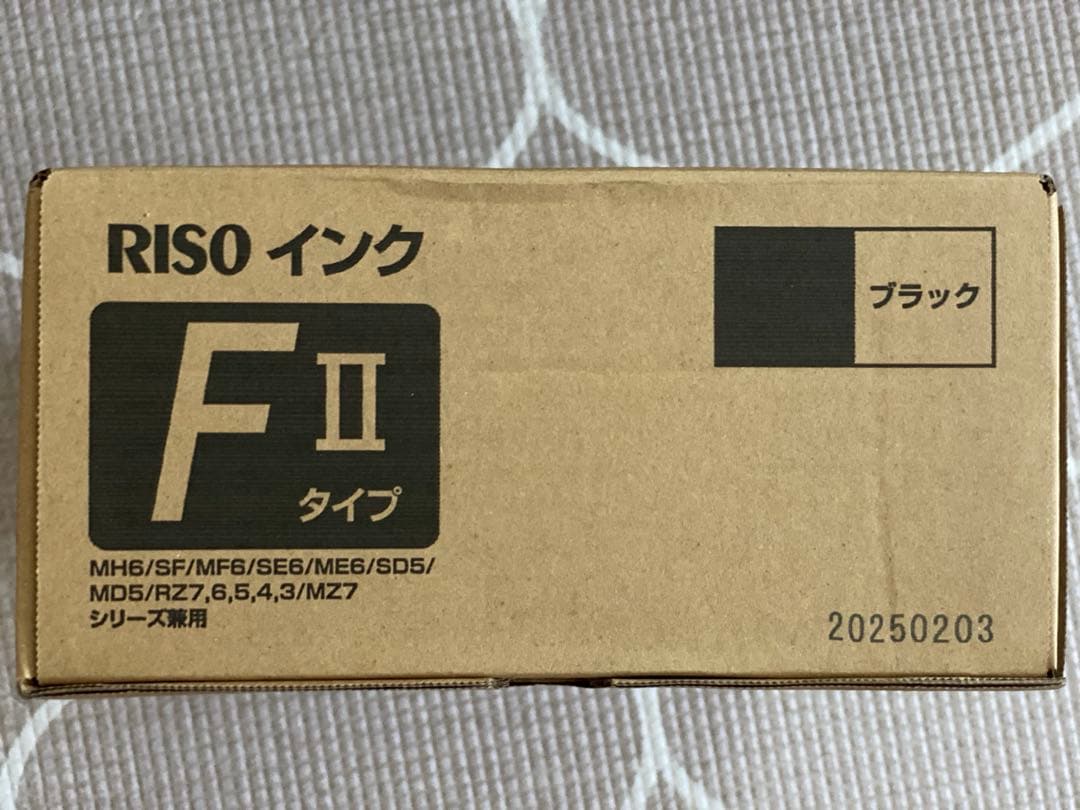 RISO インク
ブラック
FⅡ
タイプ
MH6/SF/MF6/SE6/ME6/SD5/
MD5/RZ7,6,5,4,3/MZ7
シリーズ兼用
20250203